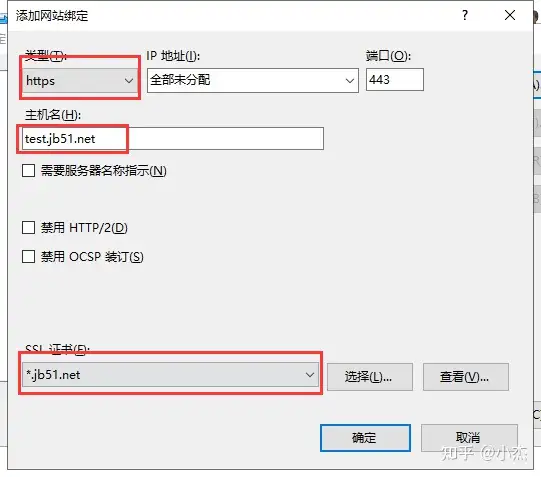 添加网站绑定
类型(T):
IP 地址(I):
端口(O):
https
全部未分配
443
主机名(H):
test.jb51.net
需要服务器名称指示(N)
禁用 HTTP/2(D)
禁用 OCSP 装订(S)
SSL 证书(F):
*.jb51.net
选择(L)...
查看(V)...
确定
取消
知乎 @小杰